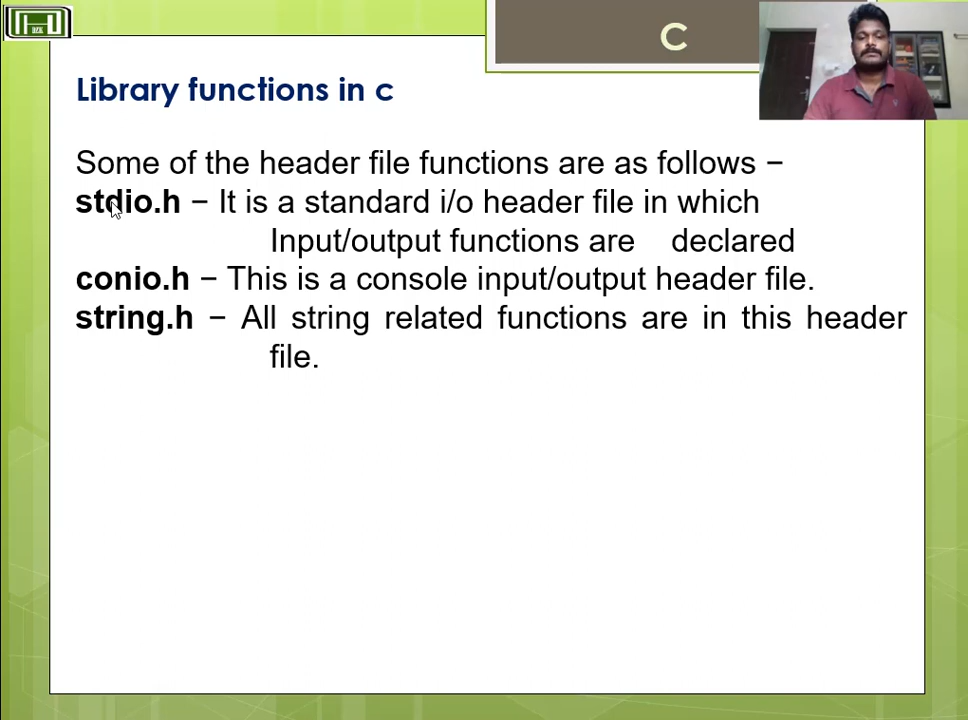 C
Library functions in c
Some of the header file functions are as follows −
stdio.h − It is a standard i/o header file in which
Input/output functions are declared
conio.h − This is a console input/output header file.
string.h − All string related functions are in this header
file.